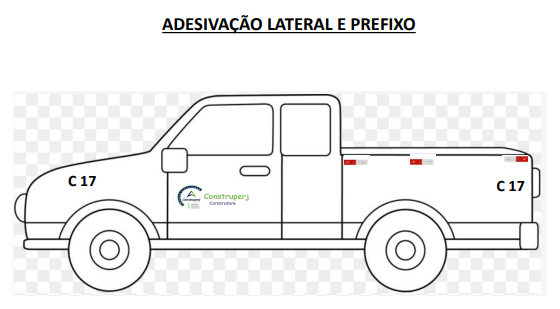 ADESIVAÇÃO LATERAL E PREFIXO
C 17
Construperj
Construtora
C 17